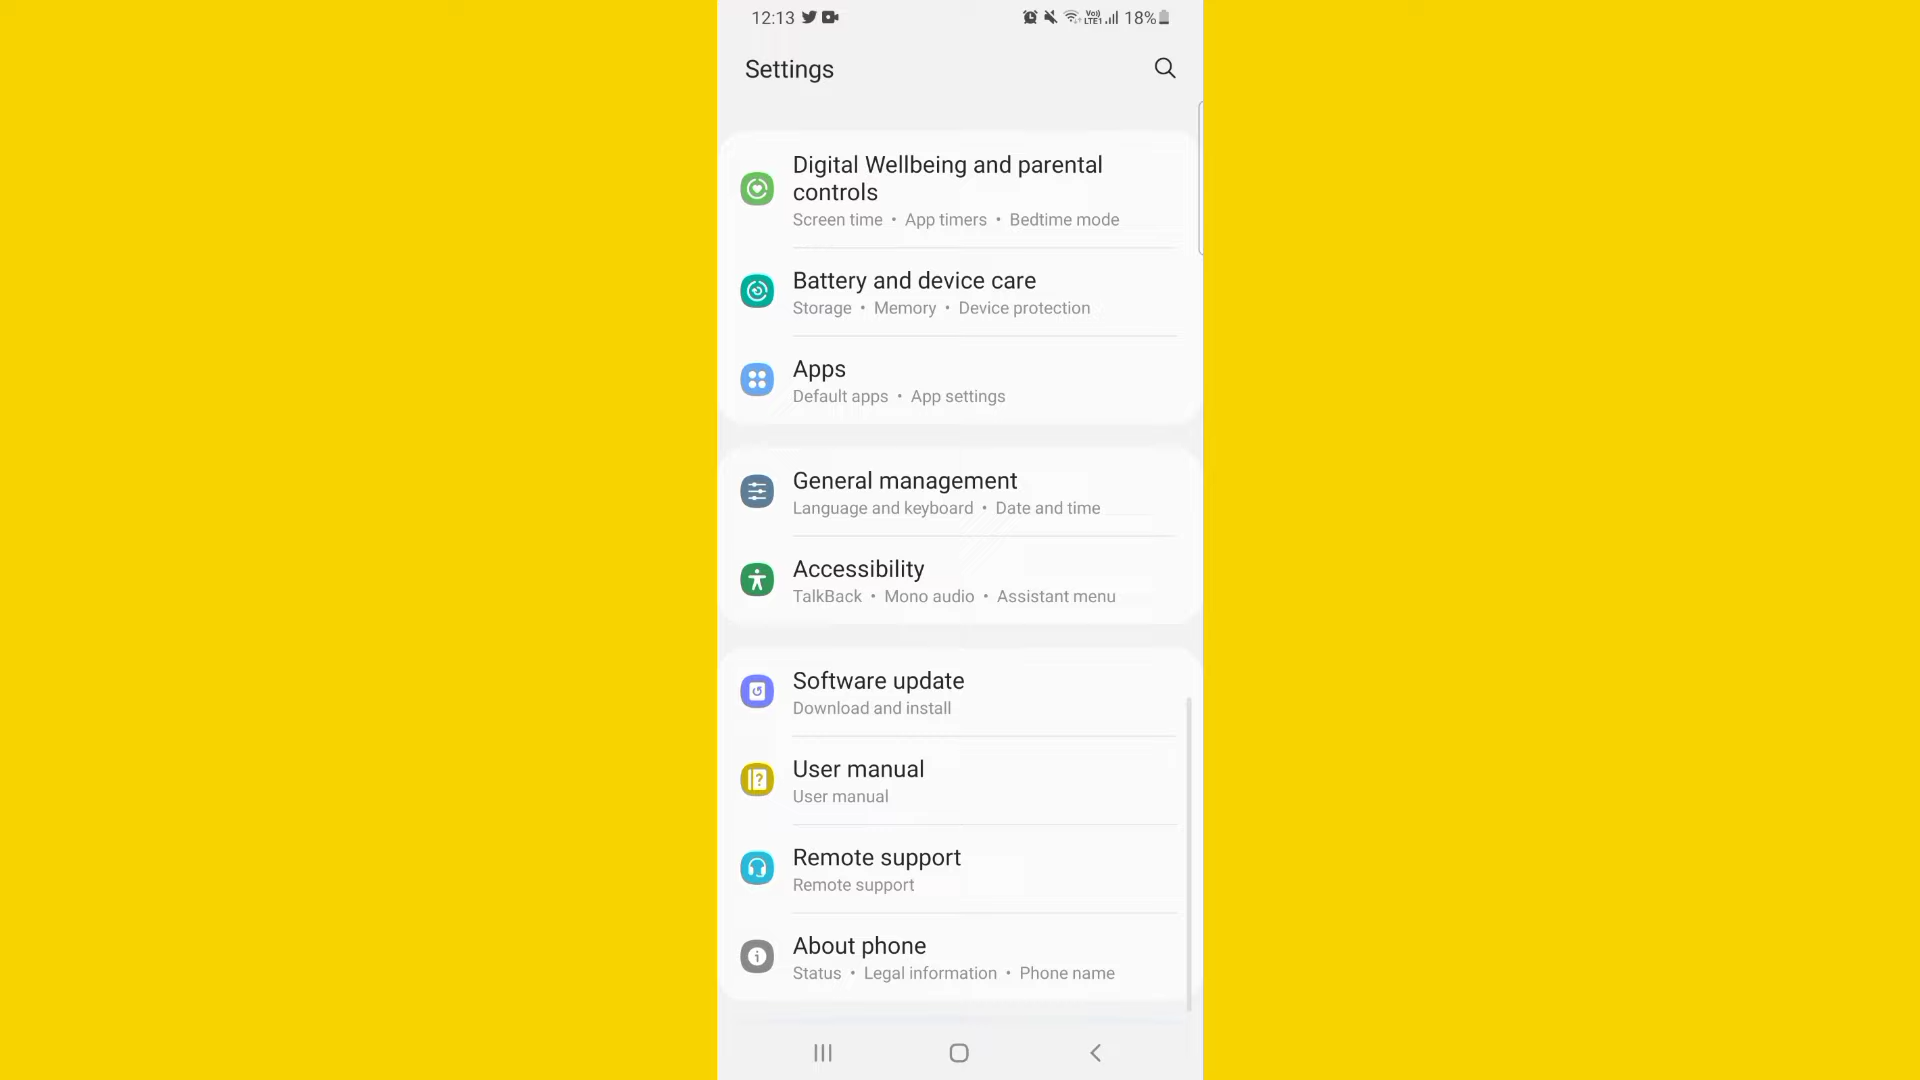 12:13 Vo)) LTE1 18%
Settings
Digital Wellbeing and parental
controls
Screen time • App timers • Bedtime mode
Battery and device care
Storage • Memory • Device protection
Apps
Default apps • App settings
General management
Language and keyboard • Date and time
Accessibility
TalkBack • Mono audio • Assistant menu
Software update
Download and install
User manual
User manual
Remote support
Remote support
About phone
Status • Legal information • Phone name